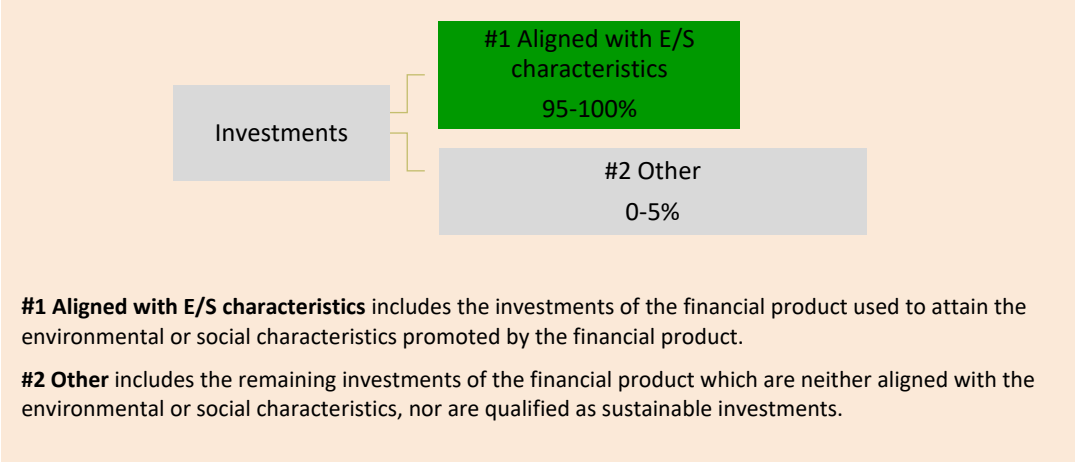 #1 Aligned with E/S
characteristics
95-100%
Investments
#2 Other
0-5%
#1 Aligned with E/S characteristics includes the investments of the financial product used to attain the
environmental or social characteristics promoted by the financial product.
#2 Other includes the remaining investments of the financial product which are neither aligned with the
environmental or social characteristics, nor are qualified as sustainable investments.